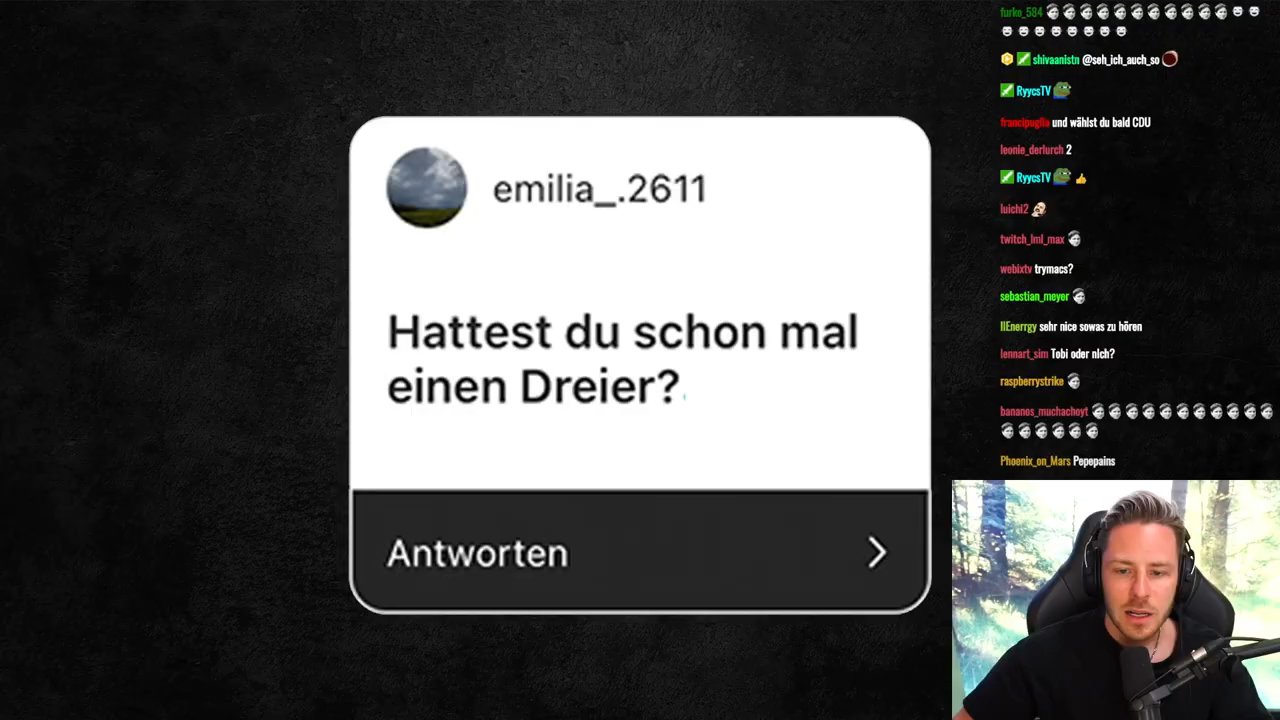 emilia_.2611
Hattest du schon mal
einen Dreier?
Antworten
furko_584
shivaanistn @seh_ich_auch_so
RyycsTV
francipuglia und wählst du bald CDU
leonie_derlurch 2
RyycsTV
luichi2
twitch_lml_max
webixtv trymacs?
sebastian_meyer
llEnerrgy sehr nice sowas zu hören
lennart_sim Tobi oder nIch?
raspberrystrike
bananos_muchachoyt
Phoenix_on_Mars Pepepains